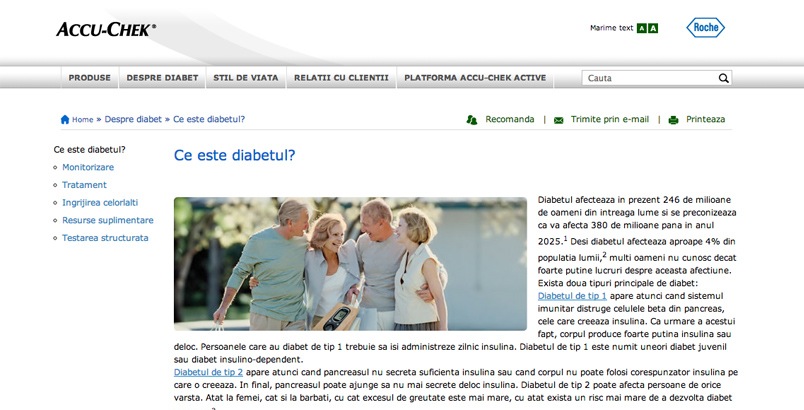 ACCU-CHEK®
Marime text A A
Roche
PRODUSE DESPRE DIABET STIL DE VIATA RELATII CU CLIENTII PLATFORMA ACCU-CHEK ACTIVE Cauta
Home » Despre diabet » Ce este diabetul? Recomanda | Trimite prin e-mail | Printeaza
Ce este diabetul?
Monitorizare
Tratament
Ingrijirea celorlalti
Resurse suplimentare
Testarea structurata
Ce este diabetul?
Diabetul afecteaza in prezent 246 de milioane
de oameni din intreaga lume si se preconizeaza
ca va afecta 380 de milioane pana in anul
2025.1 Desi diabetul afecteaza aproape 4% din
populatia lumii,2 multi oameni nu cunosc decat
foarte putine lucruri despre aceasta afectiune.
Exista doua tipuri principale de diabet:
Diabetul de tip 1 apare atunci cand sistemul
imunitar distruge celulele beta din pancreas,
cele care creeaza insulina. Ca urmare a acestui
fapt, corpul produce foarte putina insulina sau
deloc. Persoanele care au diabet de tip 1 trebuie sa isi administreze zilnic insulina. Diabetul de tip 1 este numit uneori diabet juvenil
sau diabet insulino-dependent.
Diabetul de tip 2 apare atunci cand pancreasul nu secreta suficienta insulina sau cand corpul nu poate folosi corespunzator insulina pe
care o creeaza. In final, pancreasul poate ajunge sa nu mai secrete deloc insulina. Diabetul de tip 2 poate afecta persoane de orice
varsta. Atat la femei, cat si la barbati, cu cat excesul de greutate este mai mare, cu atat exista un risc mai mare de a dezvolta diabet